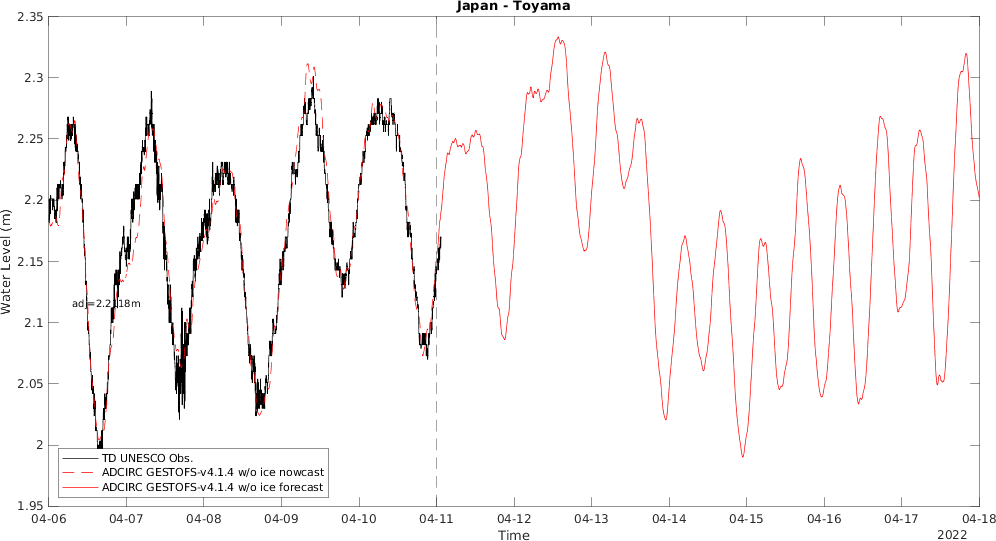 Japan - Toyama
Water Level (m)
2.35
2.3
2.25
2.2
2.15
2.1
2.05
2
1.95
adj=2.2118m
TD UNESCO Obs.
ADCIRC GESTOFS-v4.1.4 w/o ice nowcast
ADCIRC GESTOFS-v4.1.4 w/o ice forecast
04-06 04-07 04-08 04-09 04-10 04-11 04-12 04-13 04-14 04-15 04-16 04-17 04-18
Time
2022